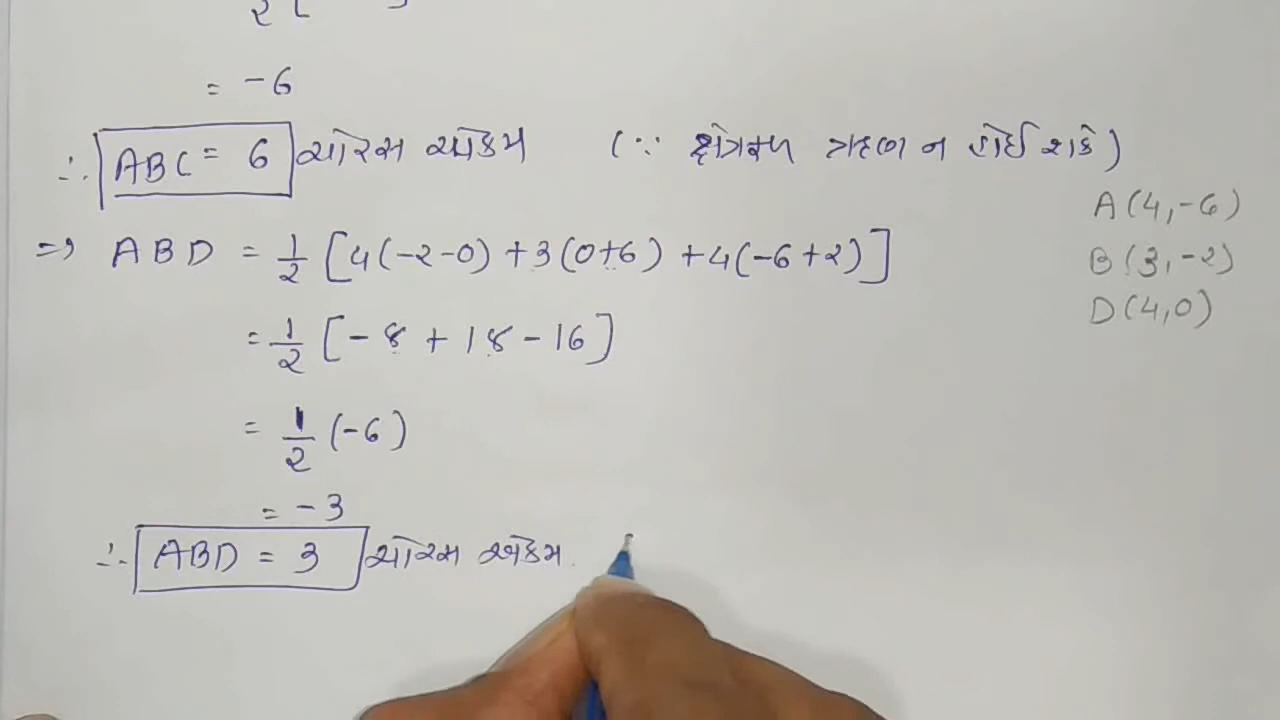 = -6
∴ ABC = 6 ચોરસ એકમ (∵ ક્ષેત્રફળ ઋણ ન હોઈ શકે)
A(4,-6)
⇒ ABD = 1/2 [4(-2-0) + 3(0+6) + 4(-6+2)]
B(3,-2)
D(4,0)
= 1/2 [-8 + 18 - 16]
= 1/2 (-6)
= -3
∴ ABD = 3 ચોરસ એકમ.